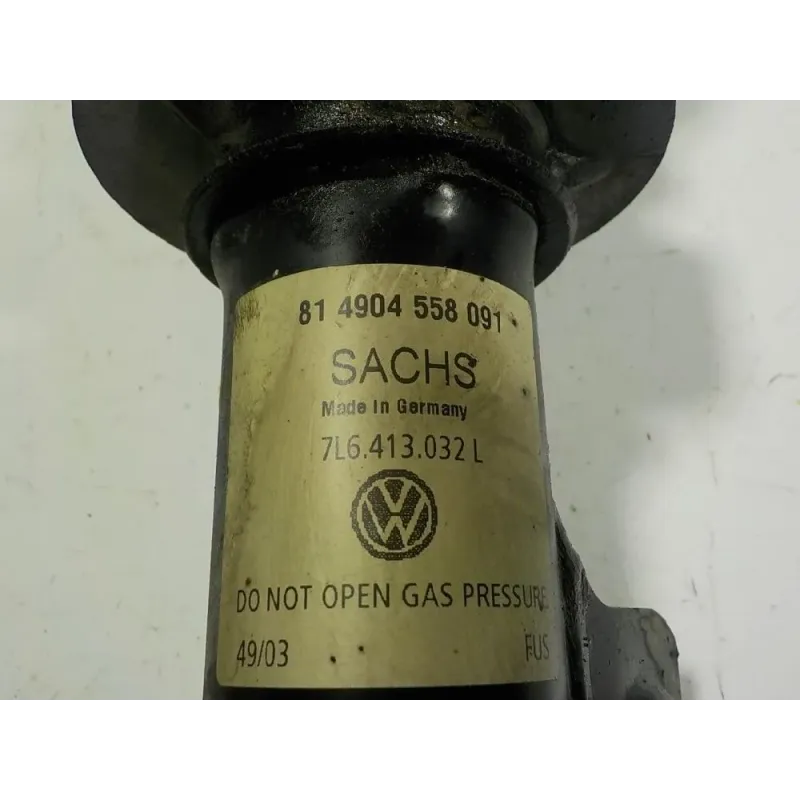 81 4904 558 091
SACHS
Made In Germany
7L6.413.032 L
VW
DO NOT OPEN GAS PRESSURE
49/03 FUS